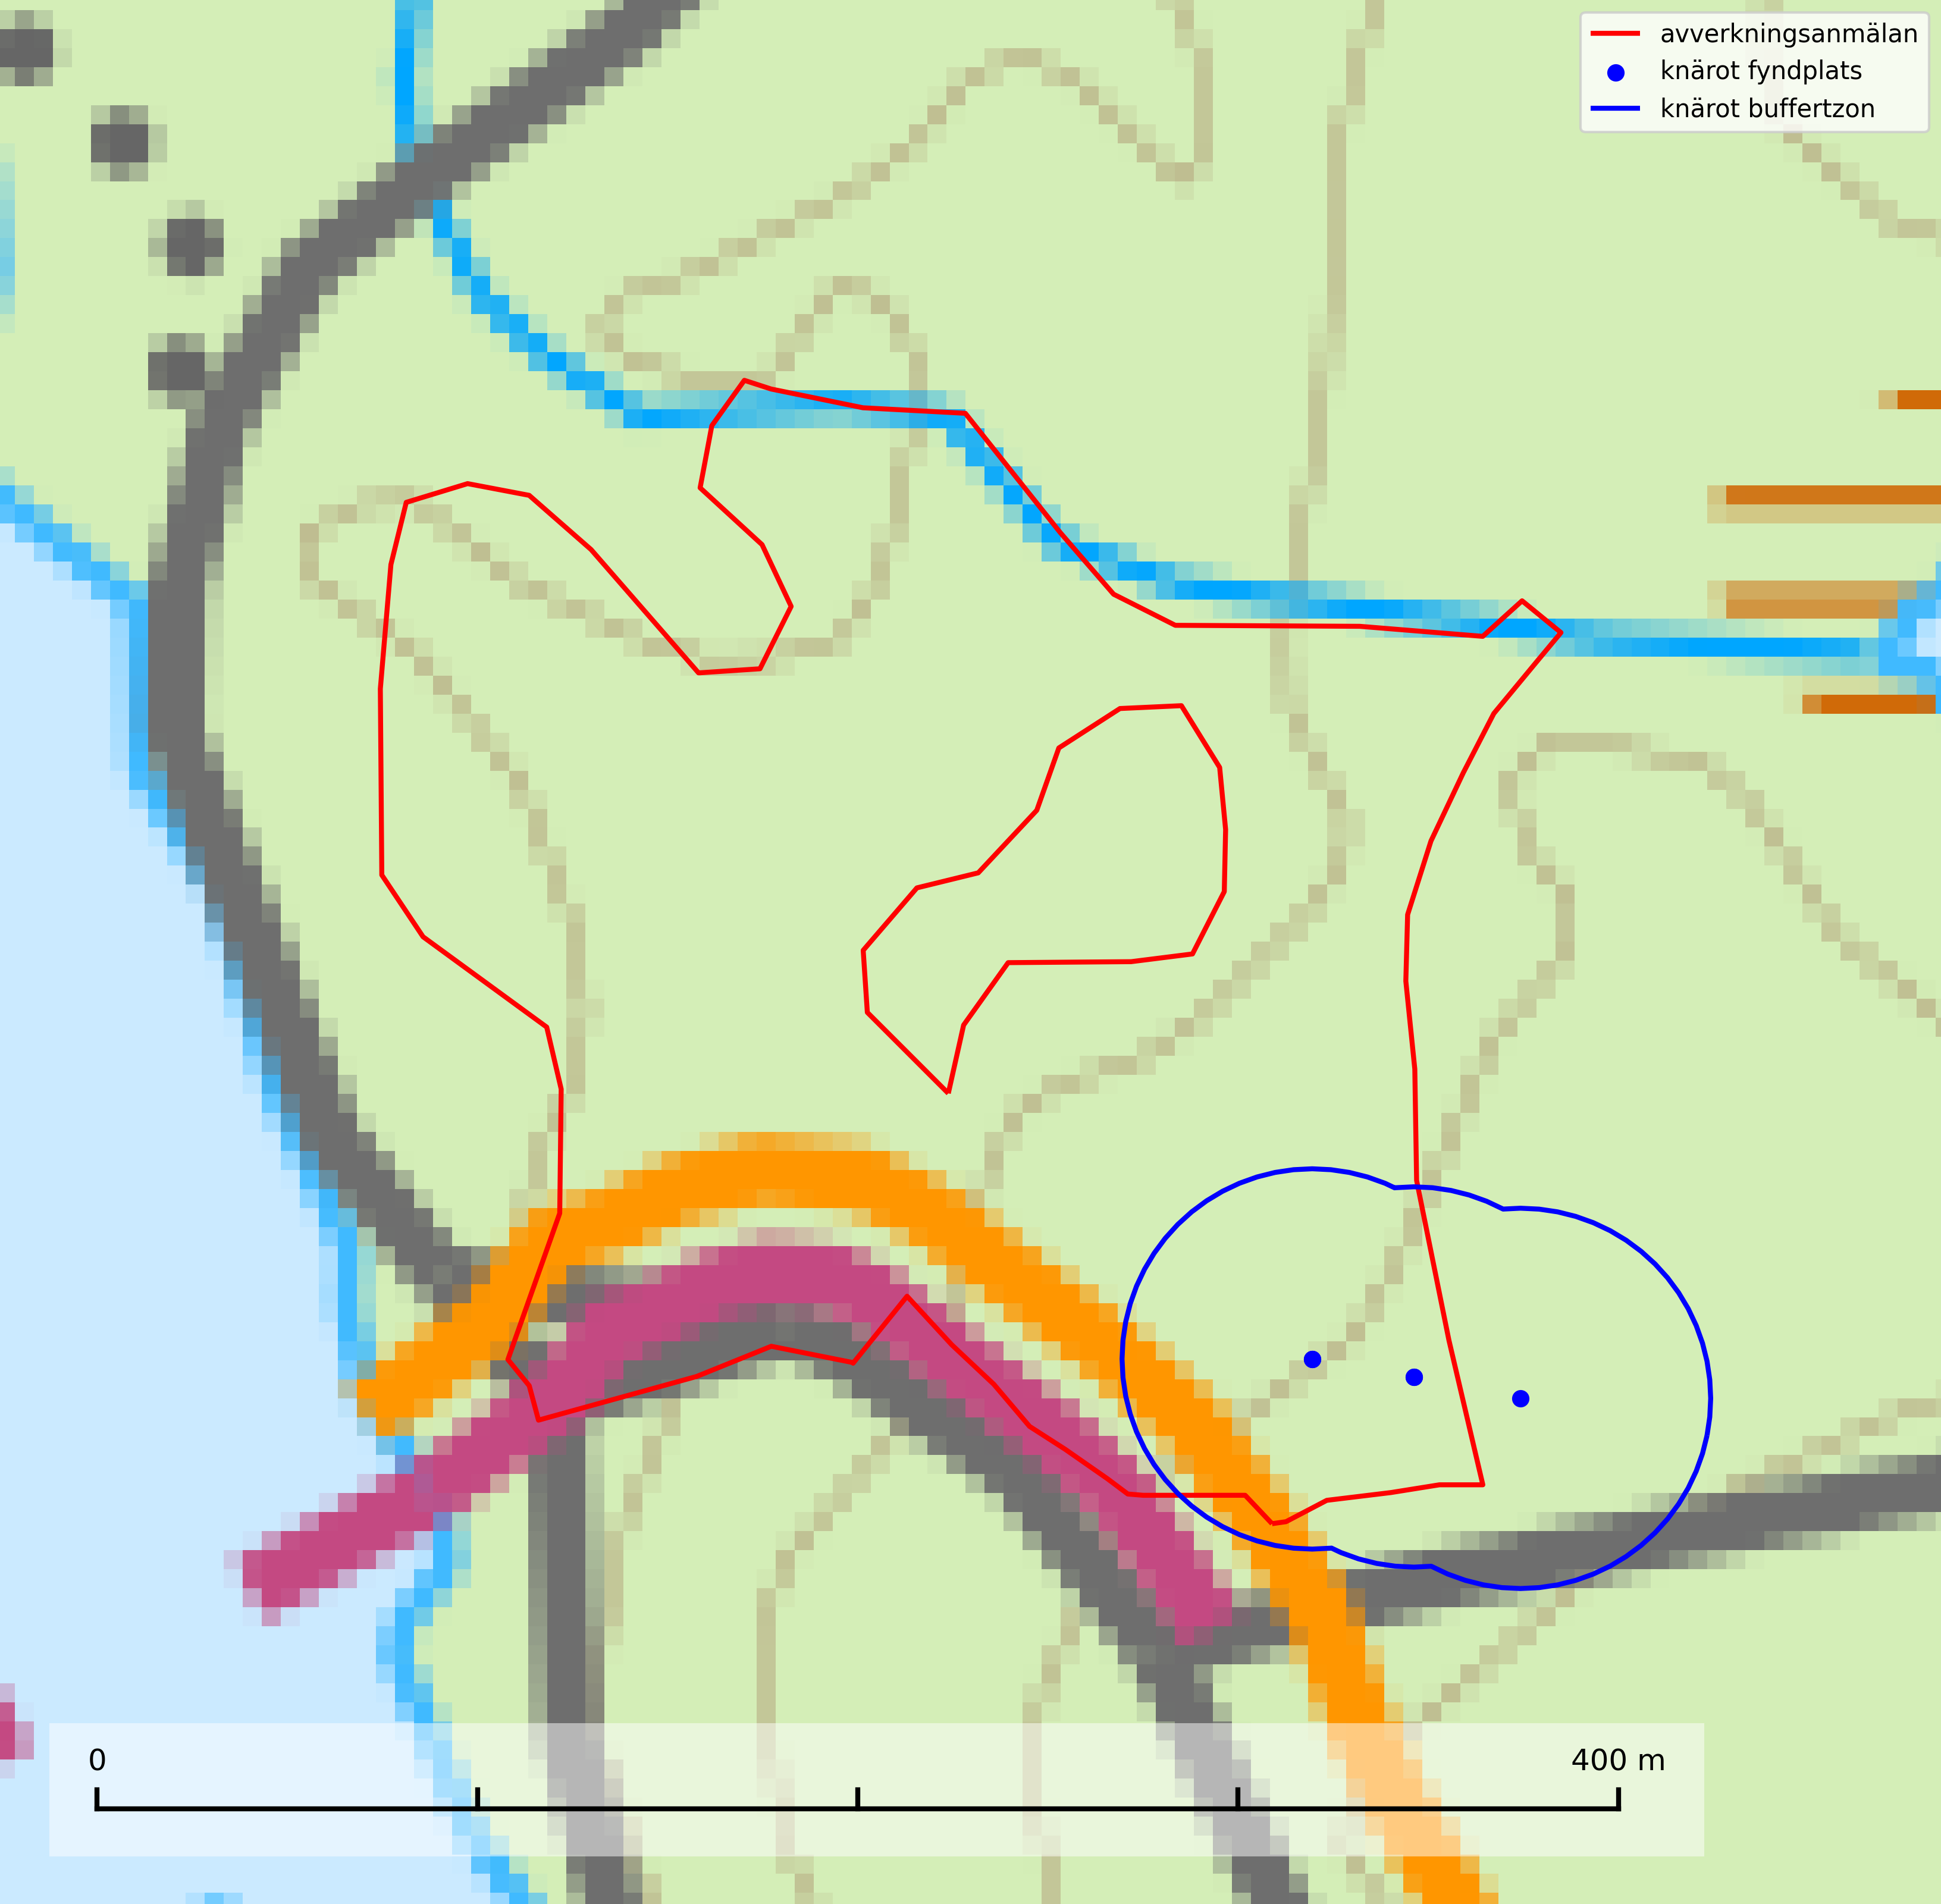 avverkningsanmälan
knärot fyndplats
knärot buffertzon
0
400 m